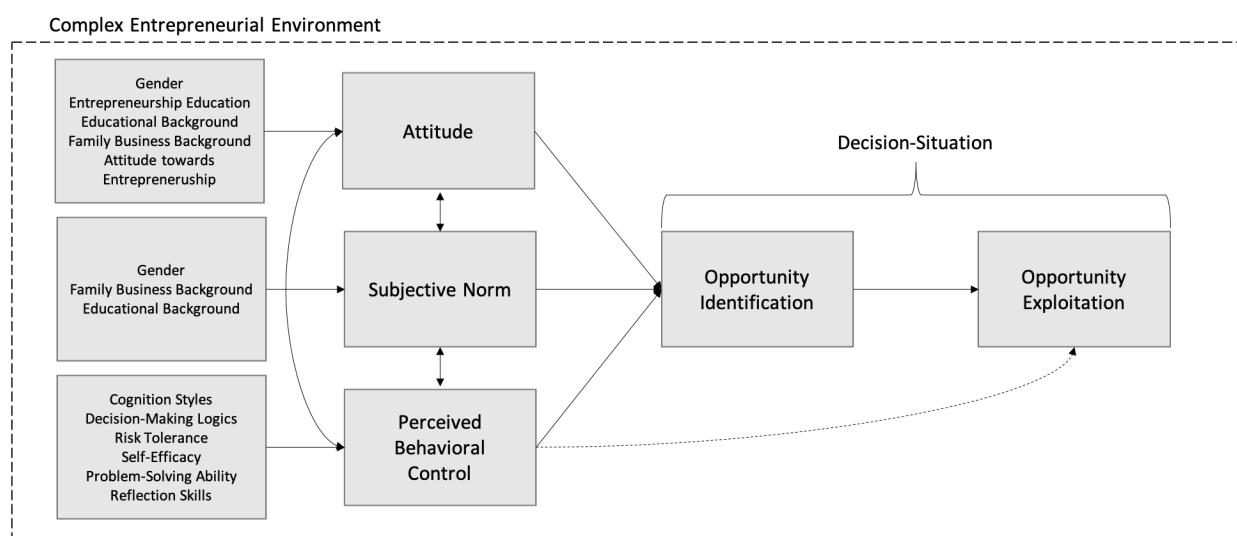 Complex Entrepreneurial Environment
Gender
Entrepreneurship Education
Educational Background
Family Business Background
Attitude towards
Entrepreneruship
Attitude
Decision-Situation
Gender
Family Business Background
Educational Background
Subjective Norm
Opportunity
Identification
Opportunity
Exploitation
Cognition Styles
Decision-Making Logics
Risk Tolerance
Self-Efficacy
Problem-Solving Ability
Reflection Skills
Perceived
Behavioral
Control